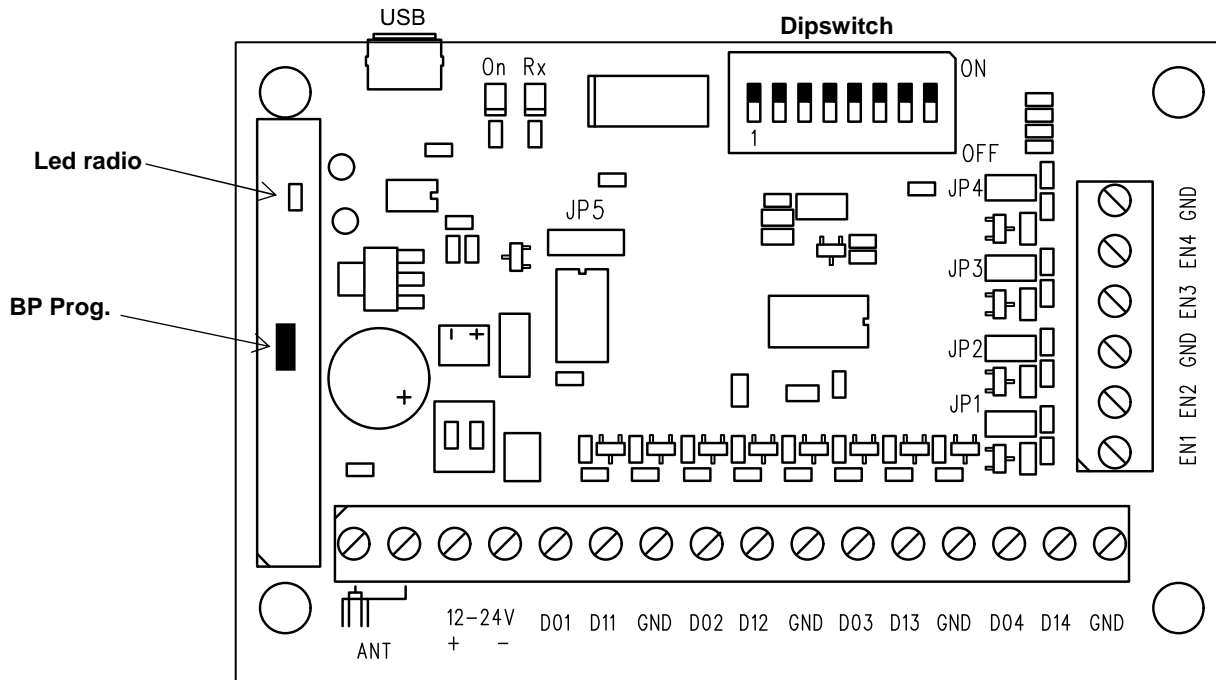 USB
Dipswitch
On Rx
ON
1
OFF
Led radio
JP4
JP5
JP3
BP Prog.
JP2
JP1
EN1 EN2 GND EN3 EN4 GND
12-24V
+ -
D01 D11 GND D02 D12 GND D03 D13 GND D04 D14 GND
ANT
- +
+